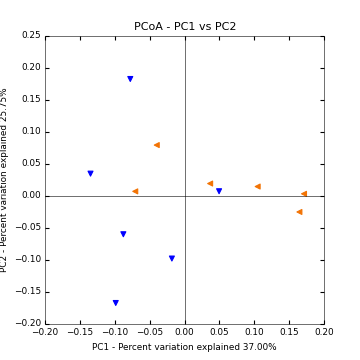 PCoA - PC1 vs PC2
0.25
0.20
0.15
0.10
0.05
0.00
−0.05
−0.10
−0.15
−0.20
PC2 - Percent variation explained 25.75%
−0.20 −0.15 −0.10 −0.05 0.00 0.05 0.10 0.15 0.20
PC1 - Percent variation explained 37.00%